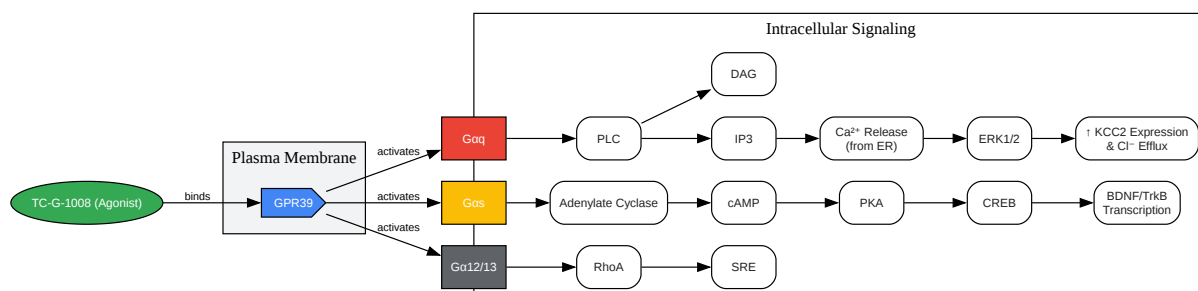 Intracellular Signaling
DAG
Gαq
PLC
IP3
Ca²⁺ Release
(from ER)
ERK1/2
↑ KCC2 Expression
& Cl⁻ Efflux
Plasma Membrane
activates
TC-G-1008 (Agonist)
binds
GPR39
activates
Gαs
Adenylate Cyclase
cAMP
PKA
CREB
BDNF/TrkB
Transcription
activates
Gα12/13
RhoA
SRE